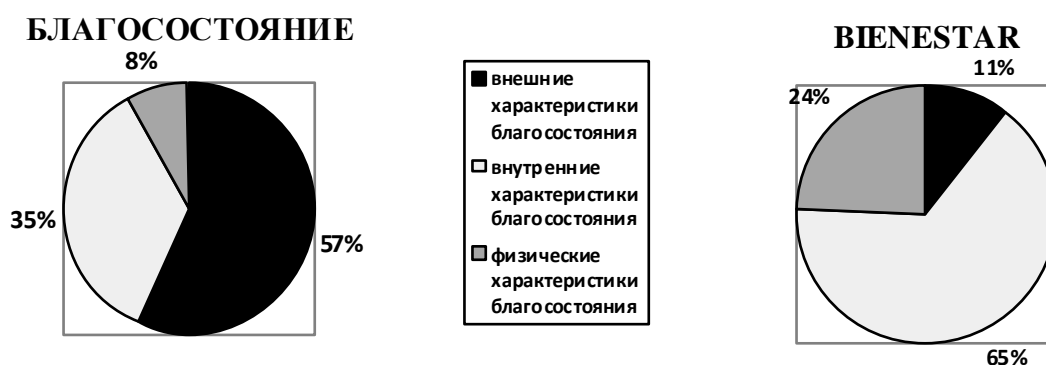 БЛАГОСОСТОЯНИЕ
8%
35%
57%
внешние
характеристики
благосостояния
внутренние
характеристики
благосостояния
физические
характеристики
благосостояния
BIENESTAR
11%
24%
65%